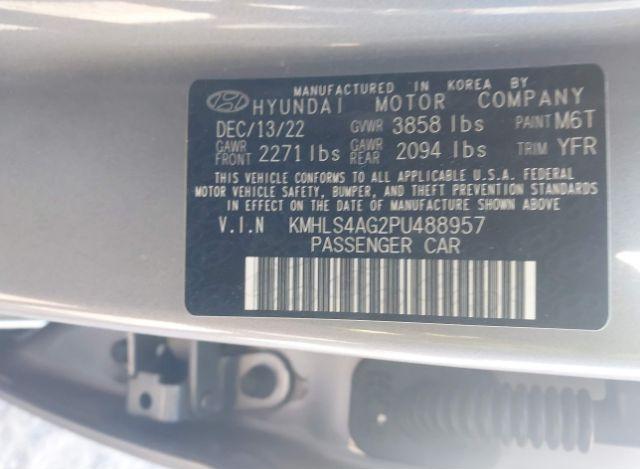 MANUFACTURED IN KOREA BY
HYUNDAI MOTOR COMPANY
DEC/13/22 GVWR 3858 lbs PAINT M6T
GAWR FRONT 2271 lbs GAWR REAR 2094 lbs TRIM YFR
THIS VEHICLE CONFORMS TO ALL APPLICABLE U.S.A. FEDERAL
MOTOR VEHICLE SAFETY, BUMPER, AND THEFT PREVENTION STANDARDS
IN EFFECT ON THE DATE OF MANUFACTURE SHOWN ABOVE.
V.I.N KMHLS4AG2PU488957
PASSENGER CAR